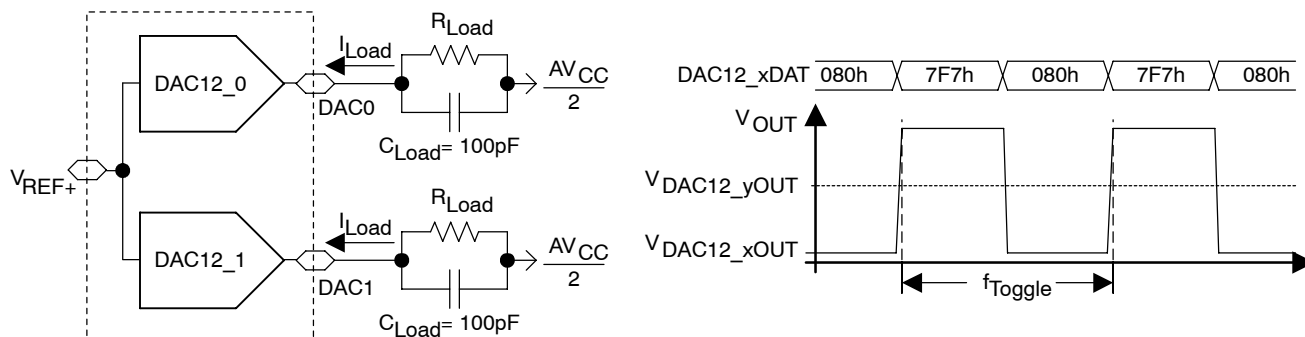 R_Load
I_Load
AV_CC
2
DAC12_0
DAC0
C_Load= 100pF
V_REF+
R_Load
I_Load
AV_CC
2
DAC12_1
DAC1
C_Load= 100pF
DAC12_xDAT 080h 7F7h 080h 7F7h 080h
V_OUT
V_DAC12_yOUT
V_DAC12_xOUT
f_Toggle